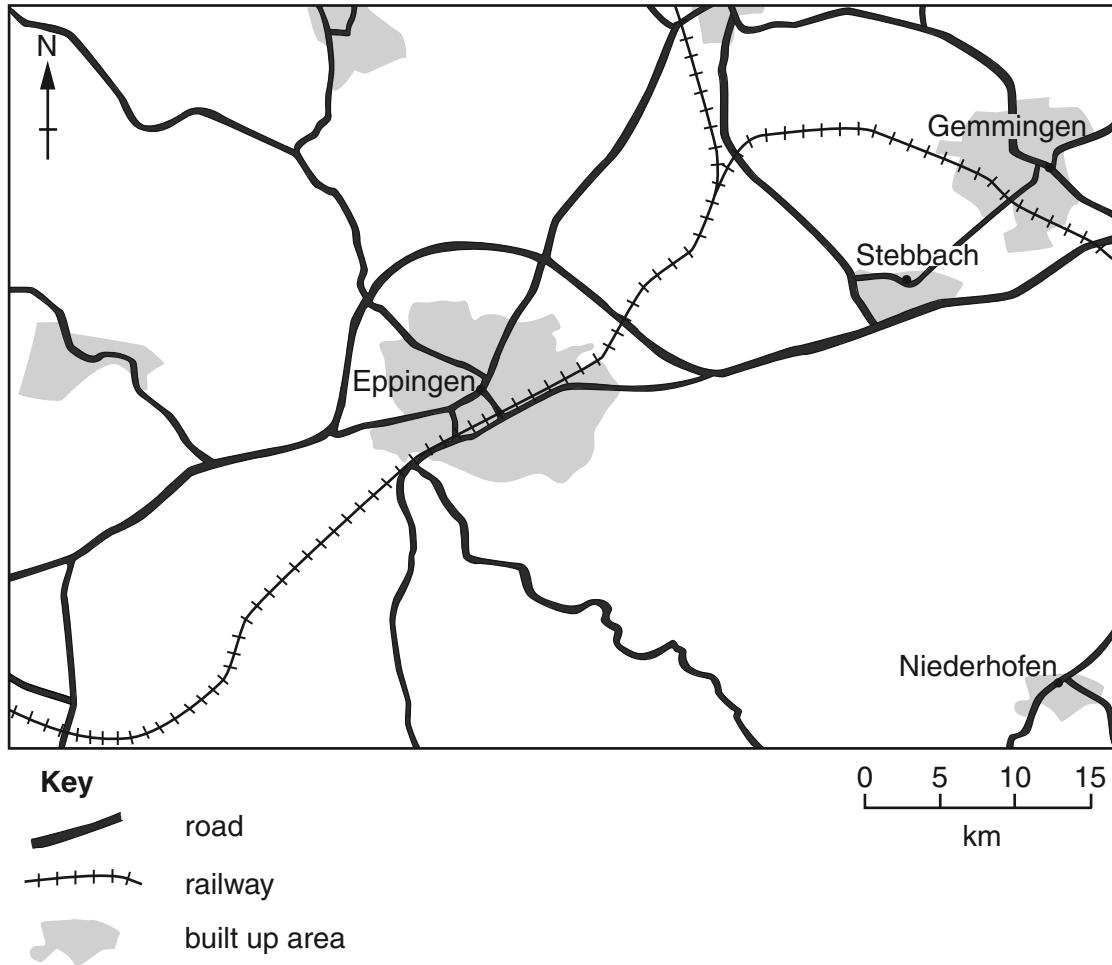 N
Gemmingen
Stebbach
Eppingen
Niederhofen
Key
road
railway
built up area
0 5 10 15
km